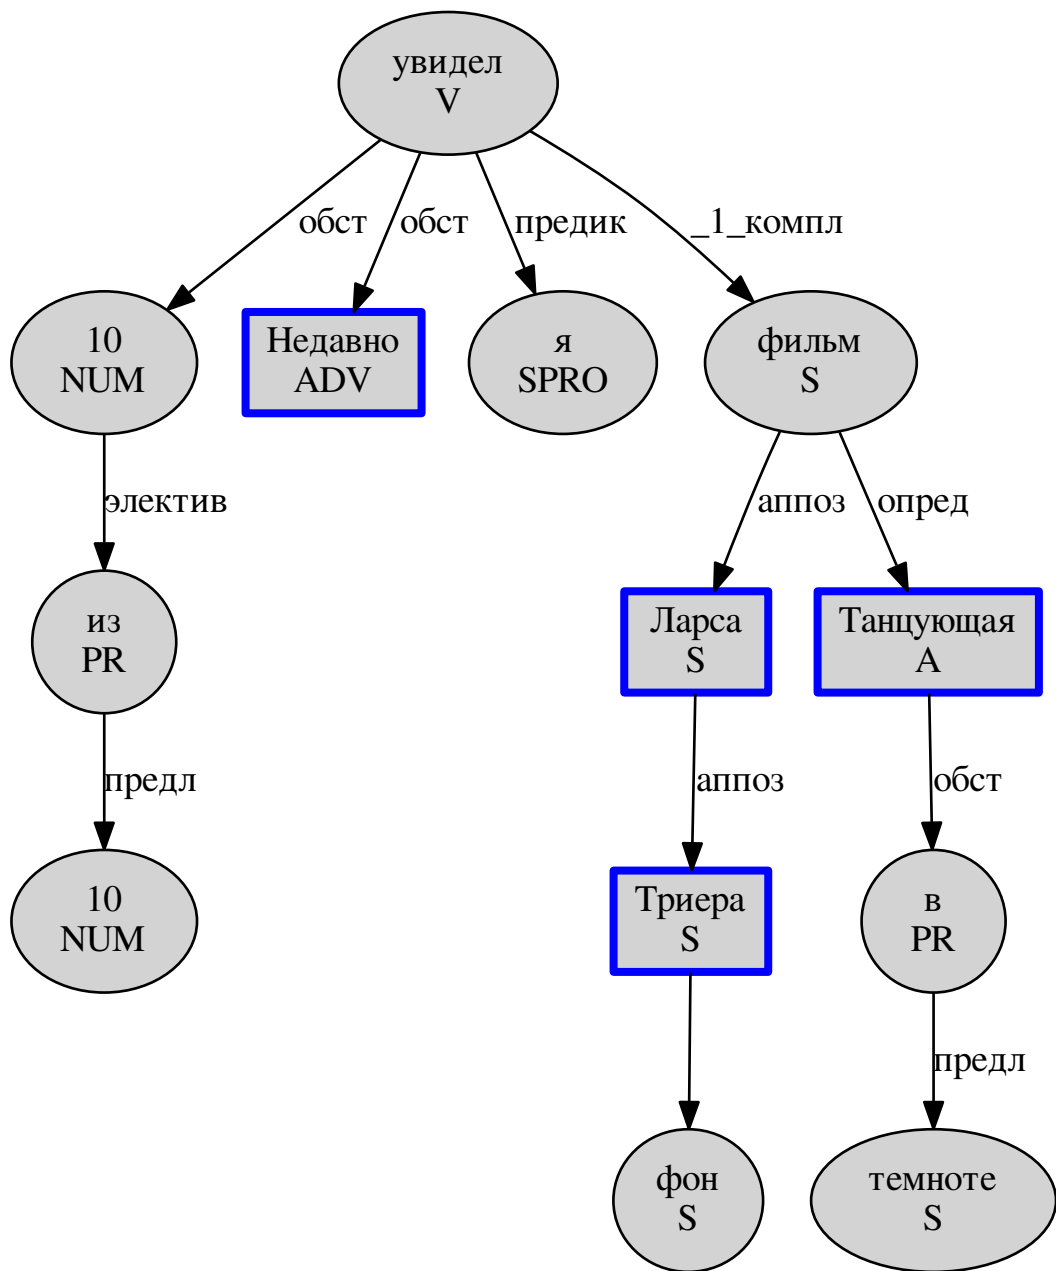 увидел
V
обст
обст
предик
_1_компл
10
NUM
Недавно
ADV
я
SPRO
фильм
S
электив
аппоз
опред
из
PR
Ларса
S
Танцующая
A
предл
аппоз
обст
10
NUM
Триера
S
в
PR
предл
фон
S
темноте
S